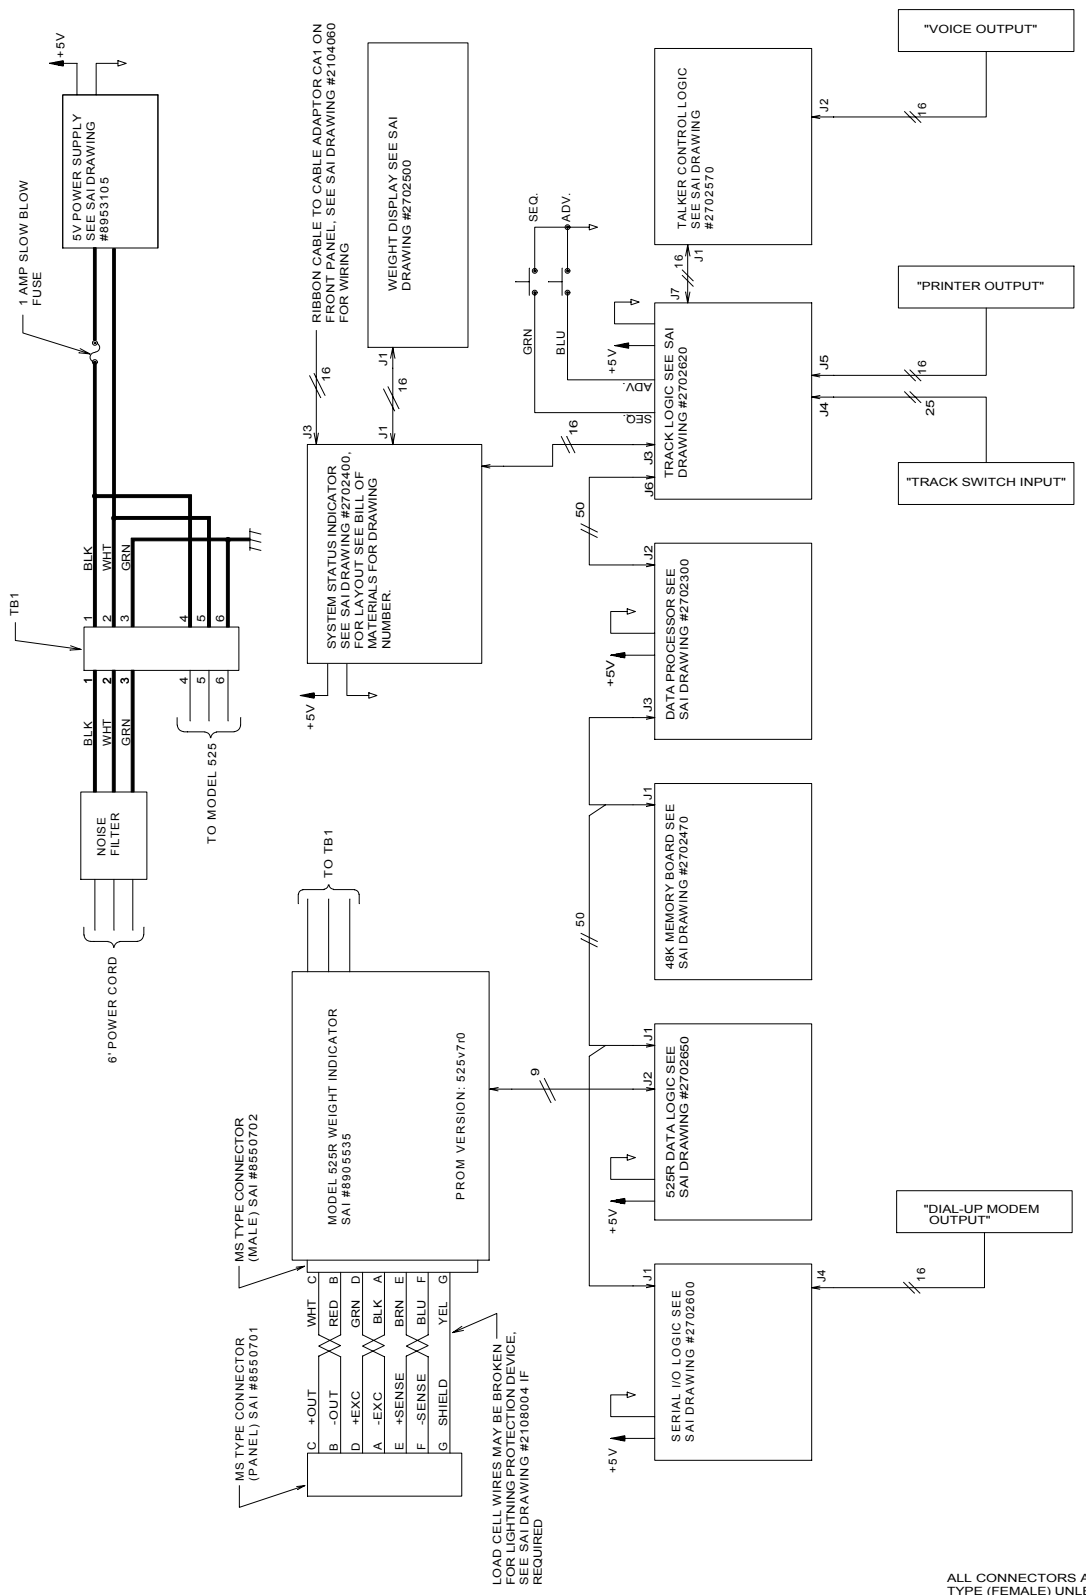 "VOICE OUTPUT"
"PRINTER OUTPUT"
"TRACK SWITCH INPUT"
"DIAL-UP MODEM
OUTPUT"
+5V
5V POWER SUPPLY
SEE SAI DRAWING
#8953105
1 AMP SLOW BLOW
FUSE
TB1
BLK
WHT
GRN
1
2
3
4
5
6
1
2
3
4
5
6
BLK
WHT
GRN
NOISE
FILTER
TO MODEL 525
6' POWER CORD
RIBBON CABLE TO CABLE ADAPTOR CA1 ON
FRONT PANEL, SEE SAI DRAWING #2104060
FOR WIRING
WEIGHT DISPLAY SEE SAI
DRAWING #2702500
J1
16
16
J3
J1
SYSTEM STATUS INDICATOR
SEE SAI DRAWING #2702400,
FOR LAYOUT SEE BILL OF
MATERIALS FOR DRAWING
NUMBER.
+5V
16
TO TB1
MODEL 525R WEIGHT INDICATOR
SAI #8905535
PROM VERSION: 525v7r0
MS TYPE CONNECTOR
(MALE) SAI #8550702
MS TYPE CONNECTOR
(PANEL) SAI #8550701
C +OUT WHT C
B -OUT RED B
D +EXC GRN D
A -EXC BLK A
E +SENSE BRN E
F -SENSE BLU F
G SHIELD YEL G
LOAD CELL WIRES MAY BE BROKEN
FOR LIGHTNING PROTECTION DEVICE,
SEE SAI DRAWING #2108004 IF
REQUIRED
9
SEQ.
ADV.
GRN
BLU
TALKER CONTROL LOGIC
SEE SAI DRAWING
#2702570
J2
16
J1
16
J7
+5V
ADV.
SEQ.
TRACK LOGIC SEE SAI
DRAWING #2702620
J3
J6
J5
J4
16
25
50
J2
+5V
DATA PROCESSOR SEE
SAI DRAWING #2702300
J3
J1
48K MEMORY BOARD SEE
SAI DRAWING #2702470
50
J1
J2
525R DATA LOGIC SEE
SAI DRAWING #2702650
+5V
J1
SERIAL I/O LOGIC SEE
SAI DRAWING #2702600
+5V
J4
16
ALL CONNECTORS A
TYPE (FEMALE) UNLE